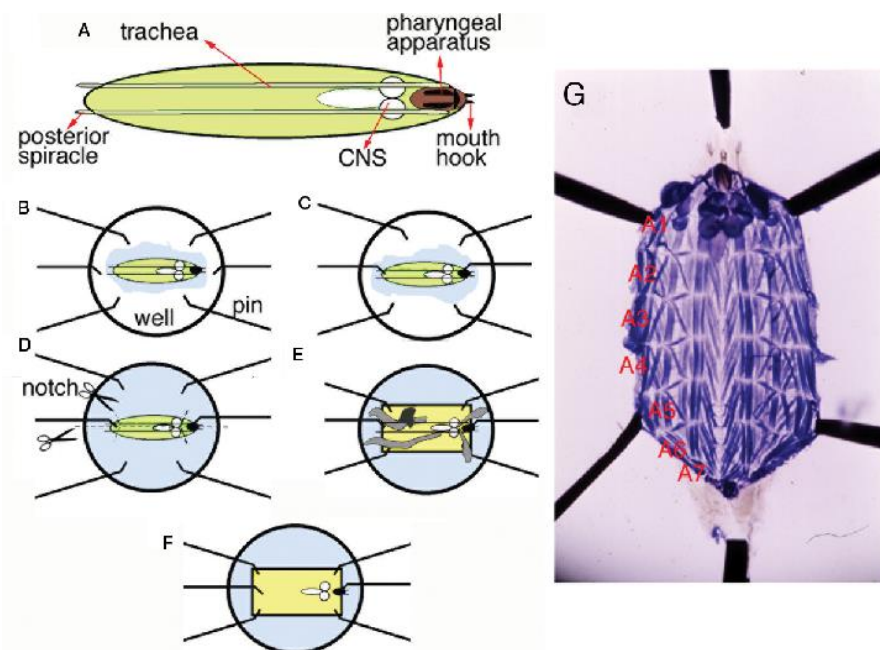 A
trachea
pharyngeal
apparatus
posterior
spiracle
CNS
mouth
hook
B
C
well
pin
D
notch
E
F
G
A1
A2
A3
A4
A5
A6
A7